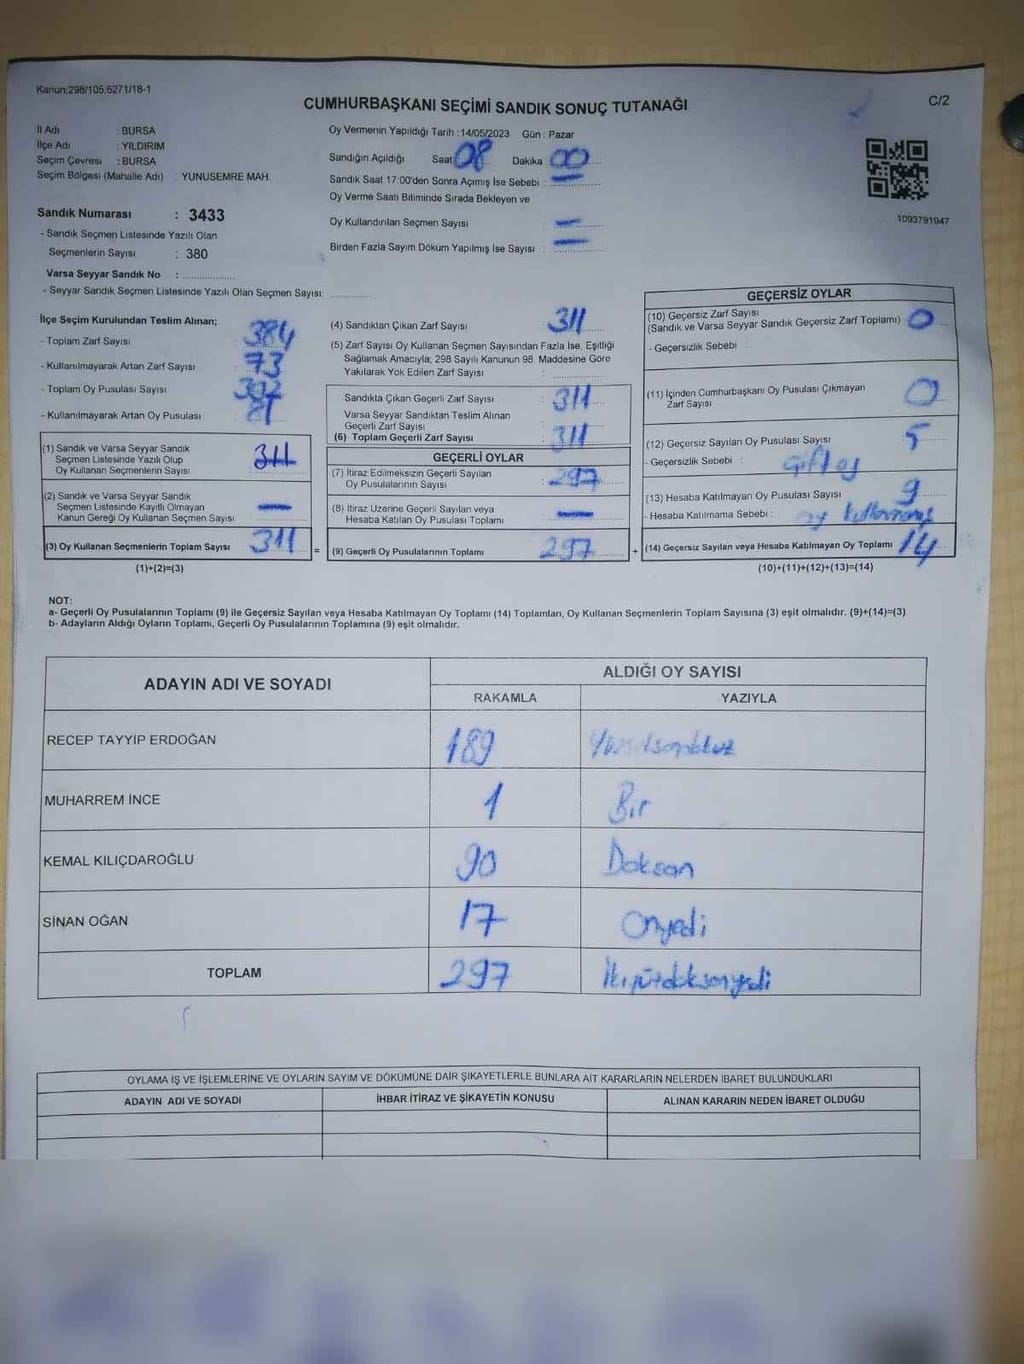 Kanun;298/105;6271/18-1
CUMHURBAŞKANI SEÇİMİ SANDIK SONUÇ TUTANAĞI
C/2
İl Adı : BURSA
İlçe Adı : YILDIRIM
Seçim Çevresi : BURSA
Seçim Bölgesi (Mahalle Adı) : YUNUSEMRE MAH.
Sandık Numarası : 3433
- Sandık Seçmen Listesinde Yazılı Olan
Seçmenlerin Sayısı : 380
Varsa Seyyar Sandık No :
- Seyyar Sandık Seçmen Listesinde Yazılı Olan Seçmen Sayısı:
Oy Vermenin Yapıldığı Tarih : 14/05/2023 Gün : Pazar
Sandığın Açıldığı Saat 08 Dakika 00
Sandık Saat 17:00'den Sonra Açımış İse Sebebi : —
Oy Verme Saati Bitiminde Sırada Bekleyen ve
Oy Kullandırılan Seçmen Sayısı : —
Birden Fazla Sayım Döküm Yapılmış İse Sayısı : —
1093791947
İlçe Seçim Kurulundan Teslim Alınan;
- Toplam Zarf Sayısı : 384
- Kullanılmayarak Artan Zarf Sayısı : 73
- Toplam Oy Pusulası Sayısı
- Kullanılmayarak Artan Oy Pusulası : 81
(1) Sandık ve Varsa Seyyar Sandık
Seçmen Listesinde Yazılı Olup
Oy Kullanan Seçmenlerin Sayısı : 311
(2) Sandık ve Varsa Seyyar Sandık
Seçmen Listesinde Kayıtlı Olmayan
Kanun Gereği Oy Kullanan Seçmen Sayısı : —
(3) Oy Kullanan Seçmenlerin Toplam Sayısı : 311
(1)+(2)=(3)
(4) Sandıktan Çıkan Zarf Sayısı : 311
(5) Zarf Sayısı Oy Kullanan Seçmen Sayısından Fazla İse, Eşitliği
Sağlamak Amacıyla; 298 Sayılı Kanunun 98. Maddesine Göre
Yakılarak Yok Edilen Zarf Sayısı :
Sandıkta Çıkan Geçerli Zarf Sayısı : 311
Varsa Seyyar Sandıktan Teslim Alınan
Geçerli Zarf Sayısı :
(6) Toplam Geçerli Zarf Sayısı : 311
GEÇERLİ OYLAR
(7) İtiraz Edilmeksizin Geçerli Sayılan
Oy Pusulalarının Sayısı : 297
(8) İtiraz Üzerine Geçerli Sayılan veya
Hesaba Katılan Oy Pusulası Toplamı : —
= (9) Geçerli Oy Pusulalarının Toplamı : 297 +
GEÇERSİZ OYLAR
(10) Geçersiz Zarf Sayısı
(Sandık ve Varsa Seyyar Sandık Geçersiz Zarf Toplamı) : 0
- Geçersizlik Sebebi :
(11) İçinden Cumhurbaşkanı Oy Pusulası Çıkmayan
Zarf Sayısı : 0
(12) Geçersiz Sayılan Oy Pusulası Sayısı : 5
- Geçersizlik Sebebi : Çift oy
(13) Hesaba Katılmayan Oy Pusulası Sayısı : 9
- Hesaba Katılmama Sebebi : oy
(14) Geçersiz Sayılan veya Hesaba Katılmayan Oy Toplamı : 14
(10)+(11)+(12)+(13)=(14)
NOT:
a- Geçerli Oy Pusulalarının Toplamı (9) ile Geçersiz Sayılan veya Hesaba Katılmayan Oy Toplamı (14) Toplamları, Oy Kullanan Seçmenlerin Toplam Sayısına (3) eşit olmalıdır. (9)+(14)=(3)
b- Adayların Aldığı Oyların Toplamı, Geçerli Oy Pusulalarının Toplamına (9) eşit olmalıdır.
ADAYIN ADI VE SOYADI
ALDIĞI OY SAYISI
RAKAMLA YAZIYLA
RECEP TAYYİP ERDOĞAN 189
MUHARREM İNCE 1 Bir
KEMAL KILIÇDAROĞLU 90 Doksan
SİNAN OĞAN 17 Onyedi
TOPLAM 297 İkiyüzdoksanyedi
OYLAMA İŞ VE İŞLEMLERİNE VE OYLARIN SAYIM VE DÖKÜMÜNE DAİR ŞİKAYETLERLE BUNLARA AİT KARARLARIN NELERDEN İBARET BULUNDUKLARI
ADAYIN ADI VE SOYADI İHBAR İTİRAZ VE ŞİKAYETİN KONUSU ALINAN KARARIN NEDEN İBARET OLDUĞU